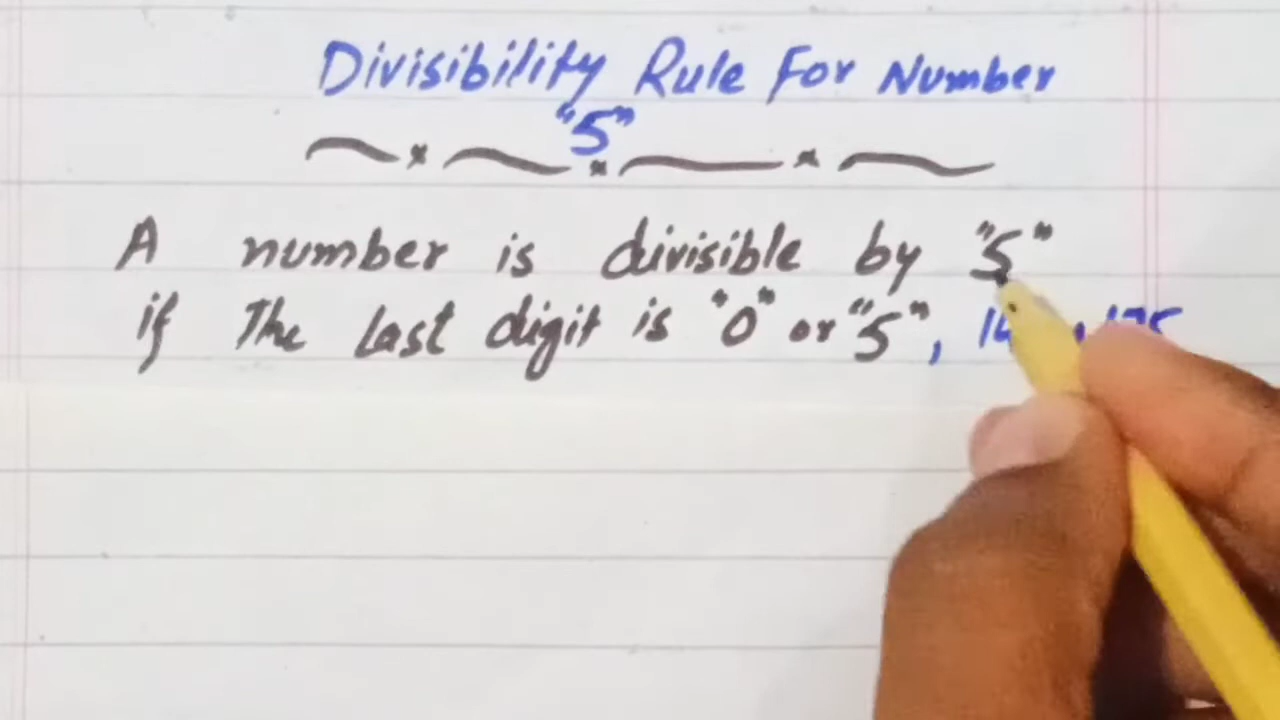 Divisibility Rule For Number
"5"
A number is divisible by "5"
if The last digit is "0" or "5",